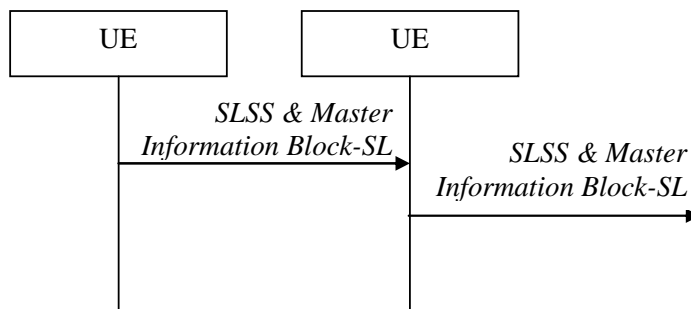 UE
UE
SLSS & Master
Information Block-SL
SLSS & Master
Information Block-SL